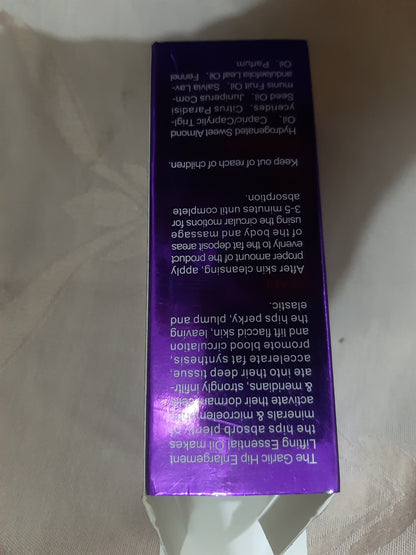 The Garlic Hip Enlargement
Lifting Essential Oil makes
the hips absorb
minerals & microelements,
activate their dormant cells
& meridians, strongly infiltr-
ate into their deep tissue,
accelerate fat synthesis,
promote blood circulation
and lift flaccid skin, leaving
the hips perky, plump and
elastic.
After skin cleansing, apply
proper amount of the product
evenly to the fat deposit areas
of the body and massage
using the circular motions for
3-5 minutes until complete
absorption.
Keep out of reach of children.
Hydrogenated SweetAlmond
Oil、Capric/Caprylic Trigl-
ycerides、Citrus Paradisi
Seed Oil、Juniperus Com-
munis Fruit Oil、Salvia Lav-
andulaefolia Leaf Oil、Fennel
Oil、Parfum